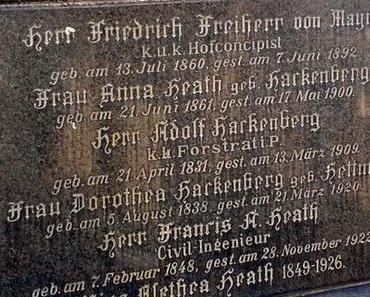 Herr Friedrich Freiherr von
K.u.k. Hofconcipist
geb. am 13. Juli 1860, gest. am 7. Juni 1892
Frau Anna Heath geb. Hackenberg
geb. am 21. Juni 1861, gest. am 17. Mai 1900.
Herr Adolf Hackenberg
k.k. Forstrat i.P.
geb. am 21. April 1831, gest. am 13. März 1909.
Frau Dorothea Hackenberg geb.
geb. am 5. August 1838, gest. am 21. März 1920.
Herr Francis A. Heath
Civil-Ingenieur
geb. am 7. Februar 1848, gest. am 28. November 1922
Alethea Heath 1849-1926.